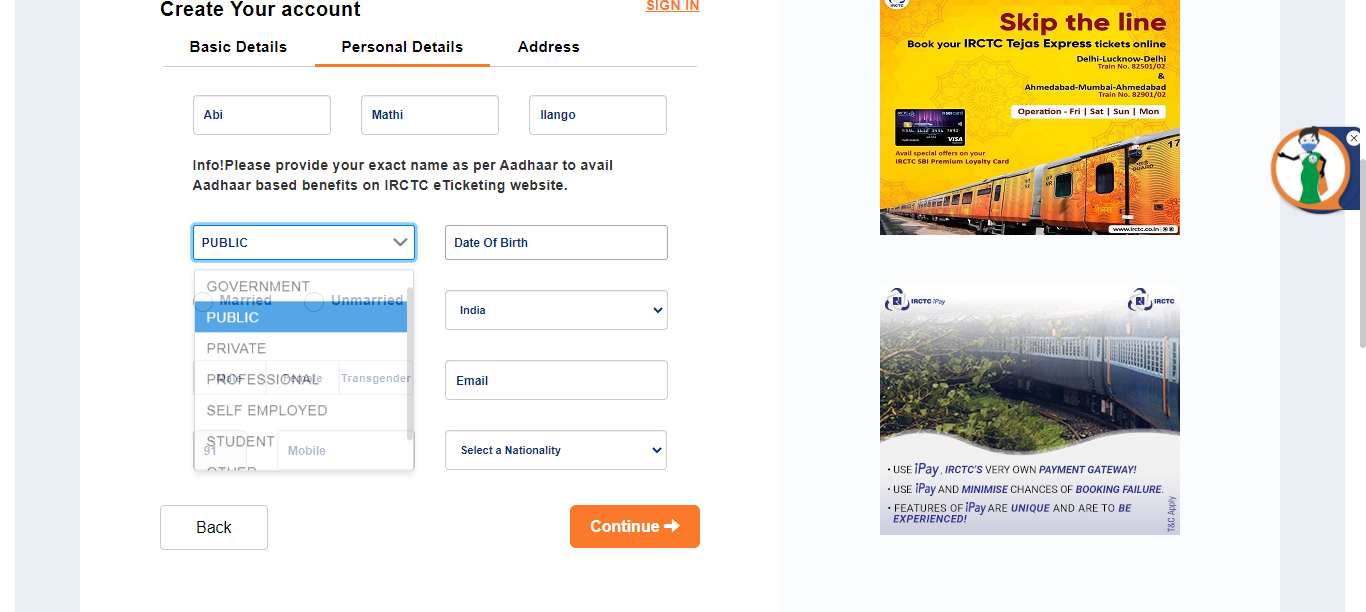 Create Your account
SIGN IN
Basic Details
Personal Details
Address
Abi
Mathi
Ilango
Info!Please provide your exact name as per Aadhaar to avail
Aadhaar based benefits on IRCTC eTicketing website.
PUBLIC
Date Of Birth
GOVERNMENT
Married
Unmarried
PUBLIC
India
PRIVATE
PROFESSIONAL
Male
Female
Transgender
Email
SELF EMPLOYED
STUDENT
91
Mobile
Select a Nationality
OTHER
Back
Continue
IRCTC
Skip the line
Book your IRCTC Tejas Express tickets online
Delhi-Lucknow-Delhi
Train No. 82501/02
&
Ahmedabad-Mumbai-Ahmedabad
Train No. 82901/02
Operation - Fri | Sat | Sun | Mon
VISA
Avail special offers on your
IRCTC SBI Premium Loyalty Card
17
GUARD
www.irctc.co.in
IRCTC iPay
IRCTC
• USE iPay, IRCTC'S VERY OWN PAYMENT GATEWAY!
• USE iPay AND MINIMISE CHANCES OF BOOKING FAILURE.
• FEATURES OF iPay ARE UNIQUE AND ARE TO BE
EXPERIENCED!
T&C Apply